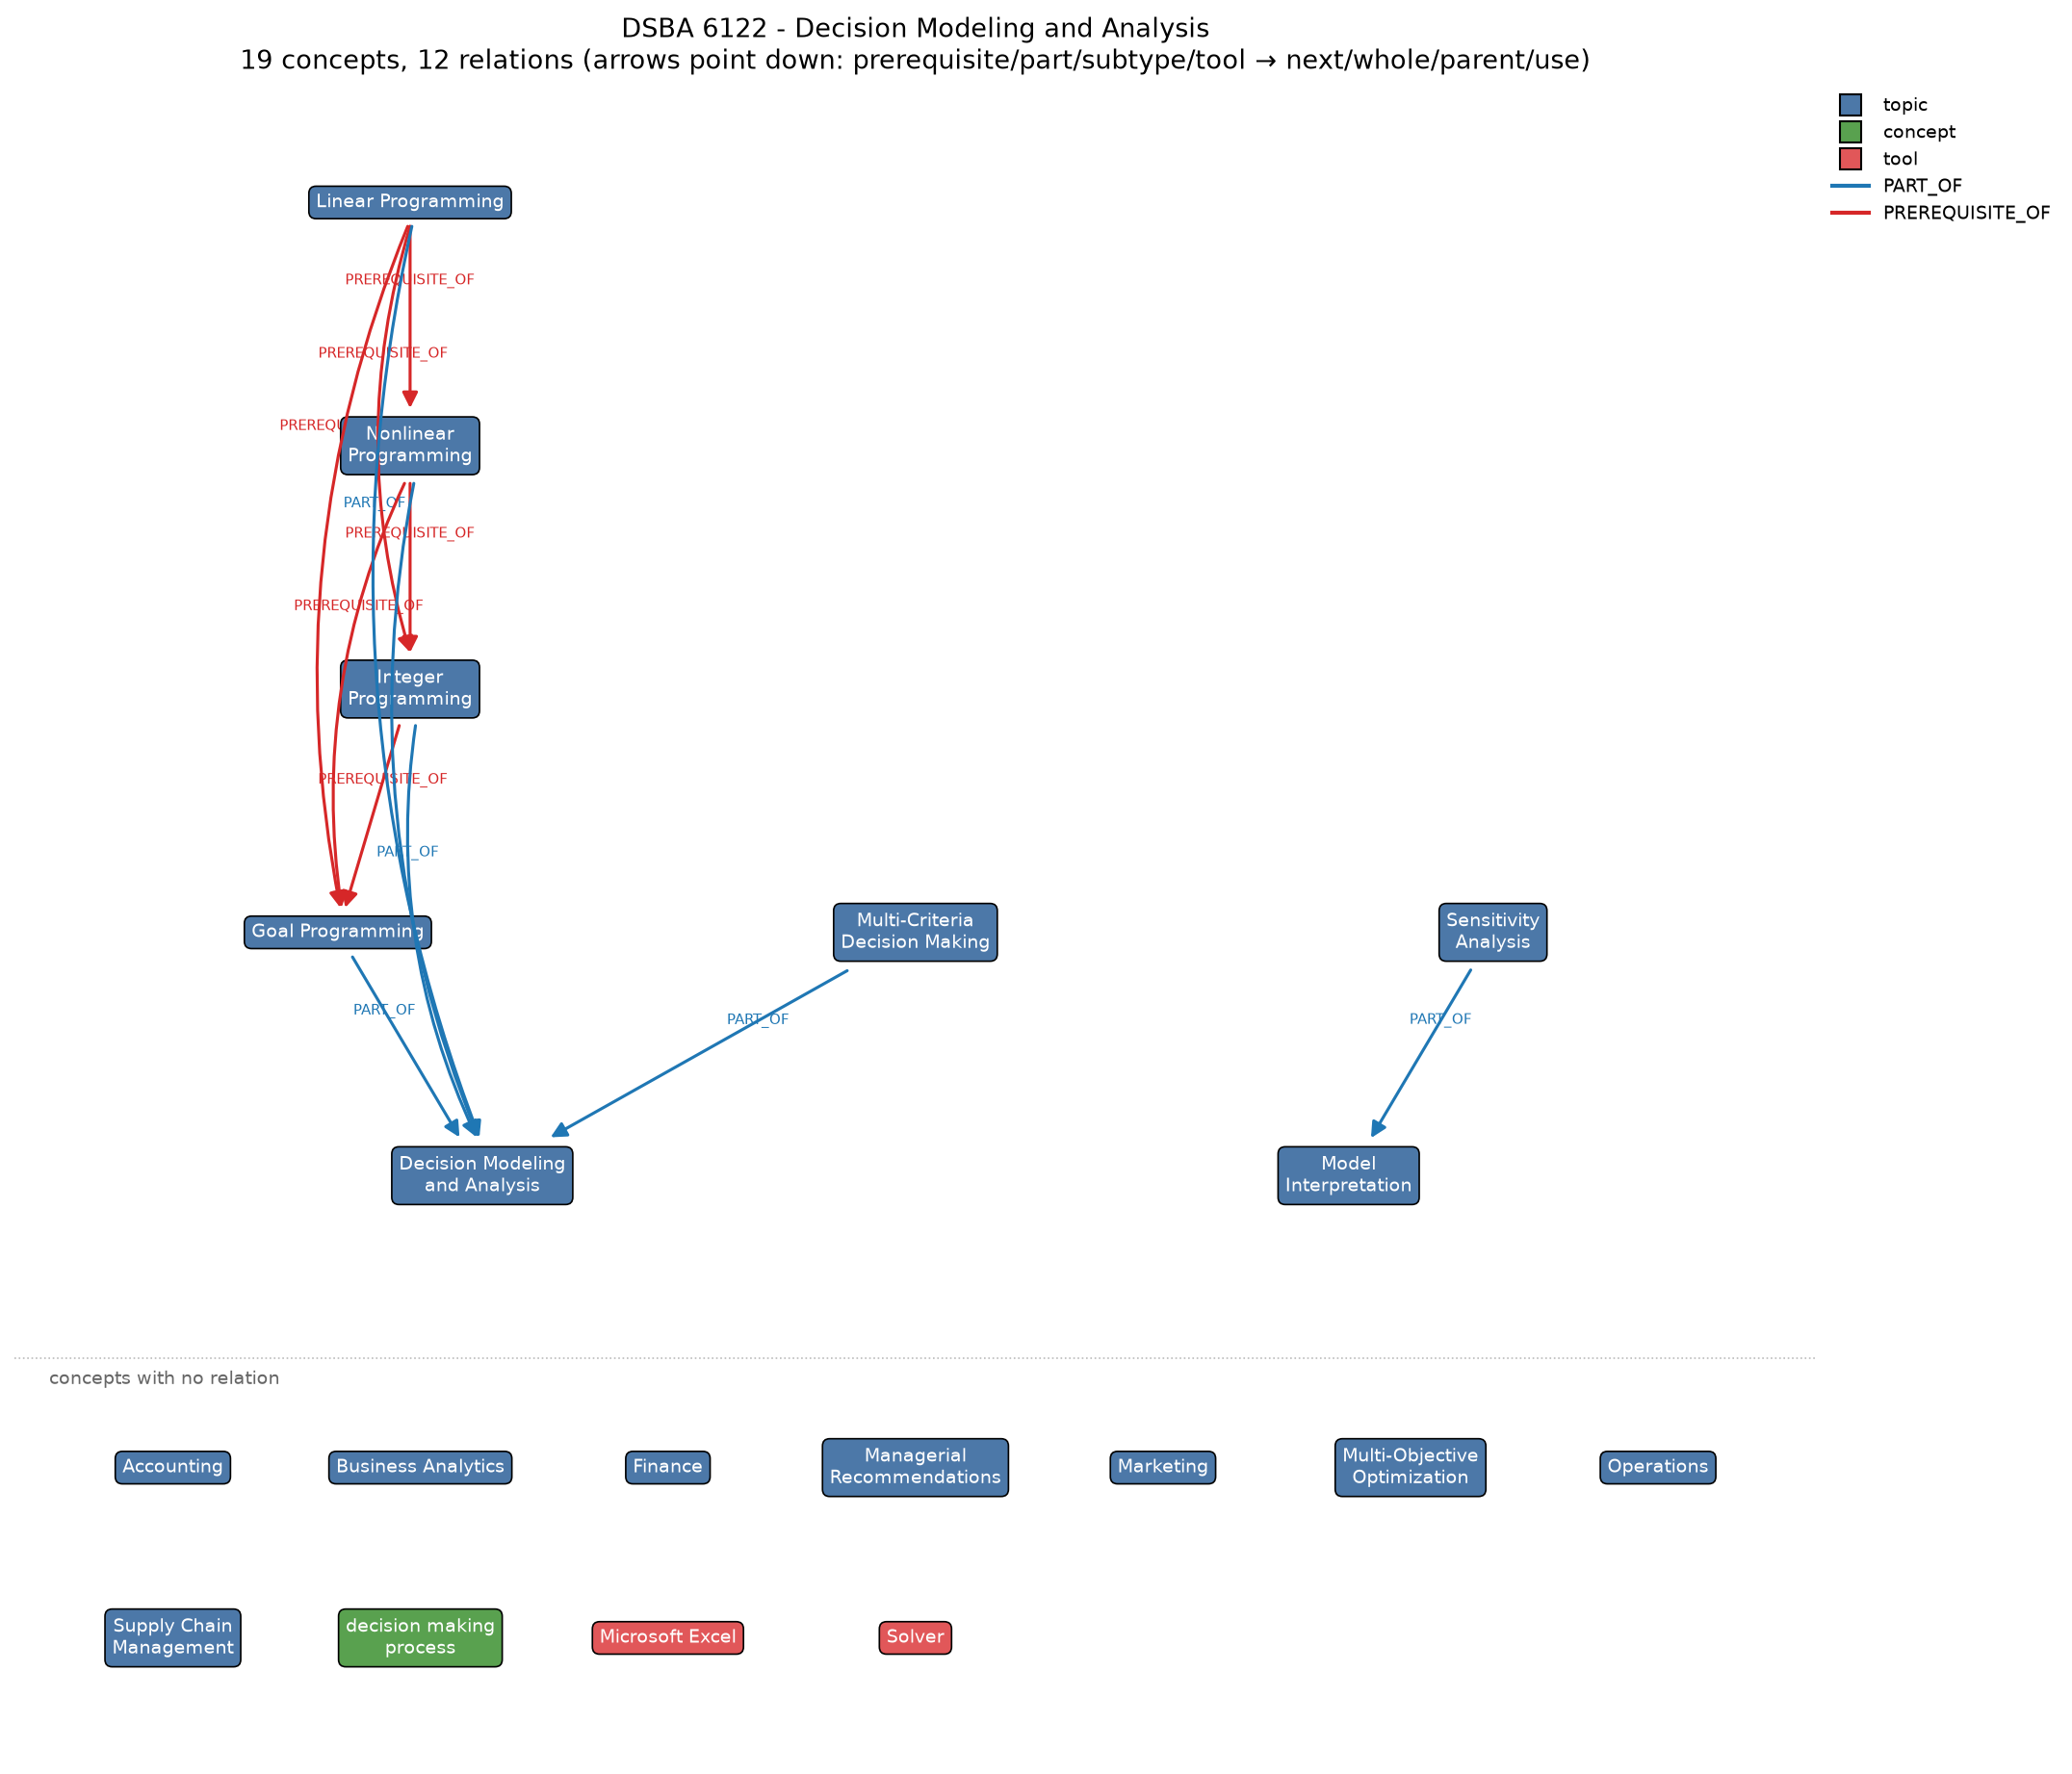 DSBA 6122 - Decision Modeling and Analysis
19 concepts, 12 relations (arrows point down: prerequisite/part/subtype/tool → next/whole/parent/use)
topic
concept
tool
PART_OF
PREREQUISITE_OF
Linear Programming
PREREQUISITE_OF
PREREQUISITE_OF
PREREQU
Nonlinear
Programming
PART_OF
PREREQUISITE_OF
PREREQUISITE_OF
Integer
Programming
PREREQUISITE_OF
PART_OF
Goal Programming
Multi-Criteria
Decision Making
Sensitivity
Analysis
PART_OF
PART_OF
PART_OF
Decision Modeling
and Analysis
Model
Interpretation
concepts with no relation
Accounting
Business Analytics
Finance
Managerial
Recommendations
Marketing
Multi-Objective
Optimization
Operations
Supply Chain
Management
decision making
process
Microsoft Excel
Solver